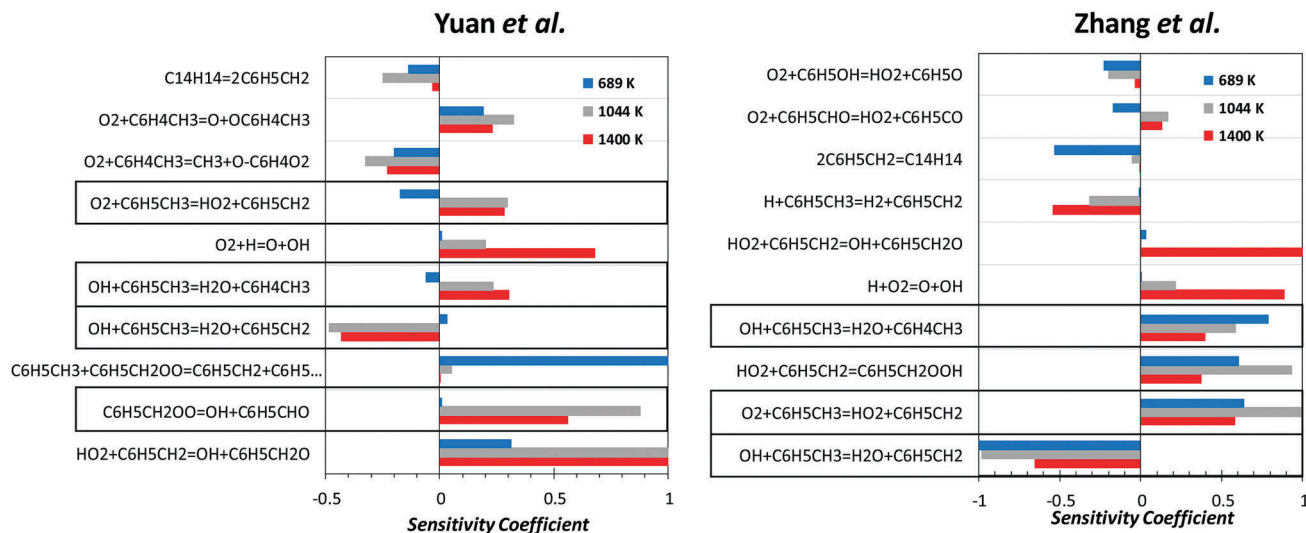 Yuan et al.
C14H14=2C6H5CH2
O2+C6H4CH3=O+OC6H4CH3
O2+C6H4CH3=CH3+O-C6H4O2
O2+C6H5CH3=HO2+C6H5CH2
O2+H=O+OH
OH+C6H5CH3=H2O+C6H4CH3
OH+C6H5CH3=H2O+C6H5CH2
C6H5CH3+C6H5CH2OO=C6H5CH2+C6H5...
C6H5CH2OO=OH+C6H5CHO
HO2+C6H5CH2=OH+C6H5CH2O
689 K
1044 K
1400 K
-0.5 0 0.5 1
Sensitivity Coefficient
Zhang et al.
O2+C6H5OH=HO2+C6H5O
O2+C6H5CHO=HO2+C6H5CO
2C6H5CH2=C14H14
H+C6H5CH3=H2+C6H5CH2
HO2+C6H5CH2=OH+C6H5CH2O
H+O2=O+OH
OH+C6H5CH3=H2O+C6H4CH3
HO2+C6H5CH2=C6H5CH2OOH
O2+C6H5CH3=HO2+C6H5CH2
OH+C6H5CH3=H2O+C6H5CH2
689 K
1044 K
1400 K
-1 -0.5 0 0.5 1
Sensitivity Coefficient